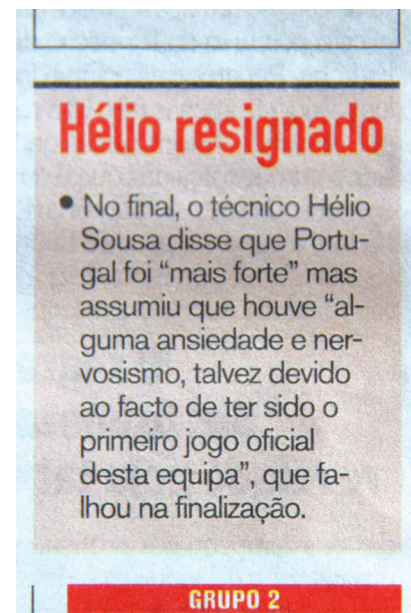 Hélio resignado
• No final, o técnico Hélio
Sousa disse que Portu-
gal foi “mais forte” mas
assumiu que houve “al-
guma ansiedade e ner-
vosismo, talvez devido
ao facto de ter sido o
primeiro jogo oficial
desta equipa”, que fa-
lhou na finalização.
GRUPO 2